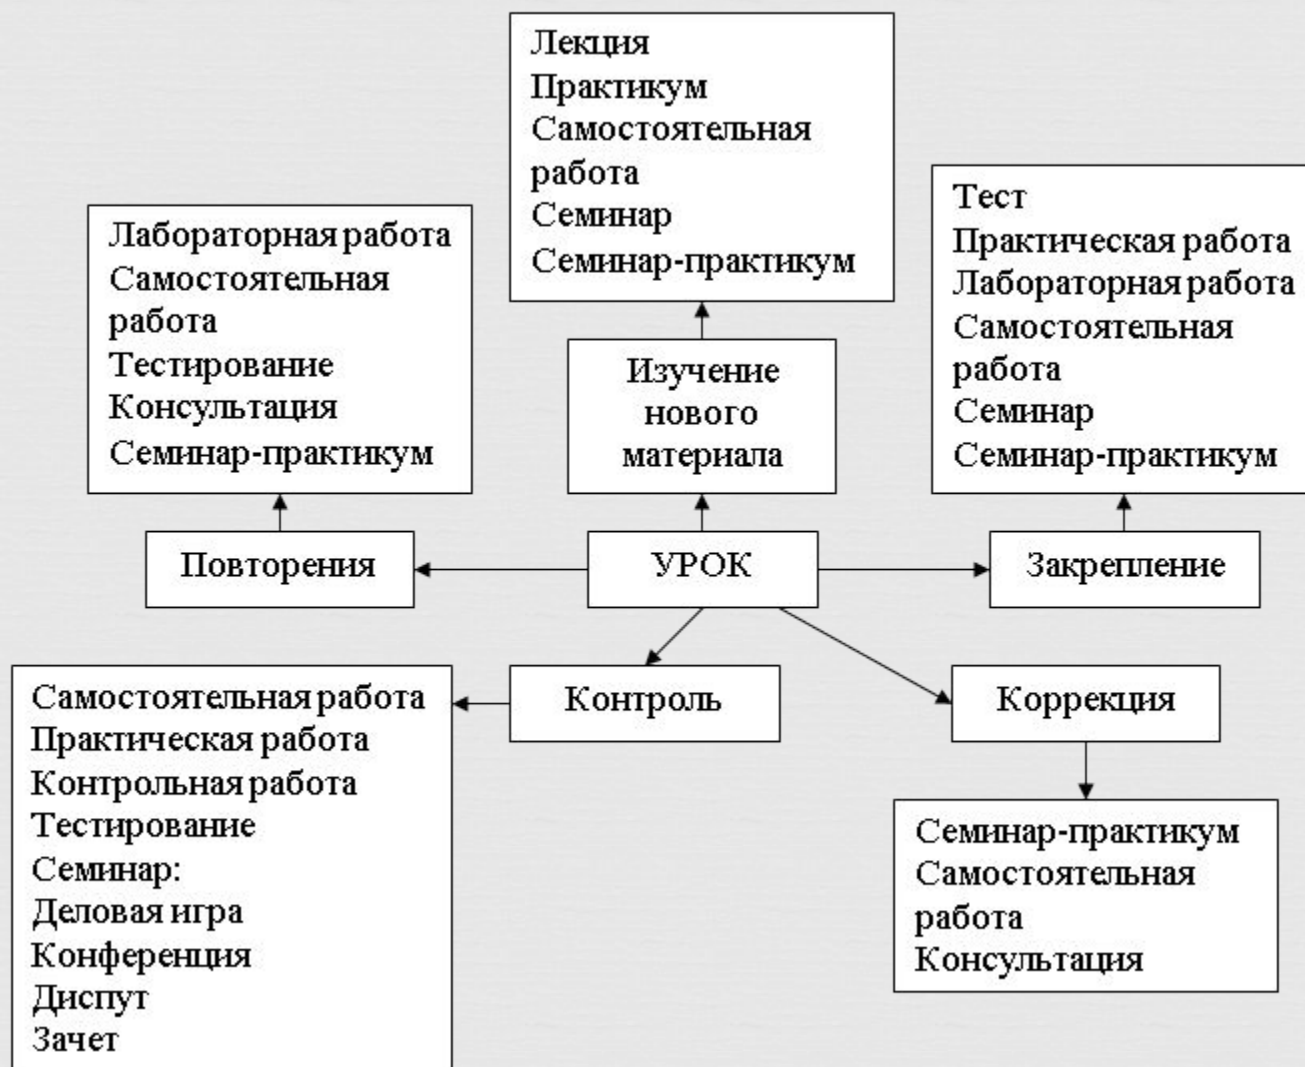 Лекция
Практикум
Самостоятельная
работа
Семинар
Семинар-практикум
Лабораторная работа
Самостоятельная
работа
Тестирование
Консультация
Семинар-практикум
Тест
Практическая работа
Лабораторная работа
Самостоятельная
работа
Семинар
Семинар-практикум
Изучение
нового
материала
Повторения
УРОК
Закрепление
Контроль
Коррекция
Самостоятельная работа
Практическая работа
Контрольная работа
Тестирование
Семинар:
Деловая игра
Конференция
Диспут
Зачет
Семинар-практикум
Самостоятельная
работа
Консультация